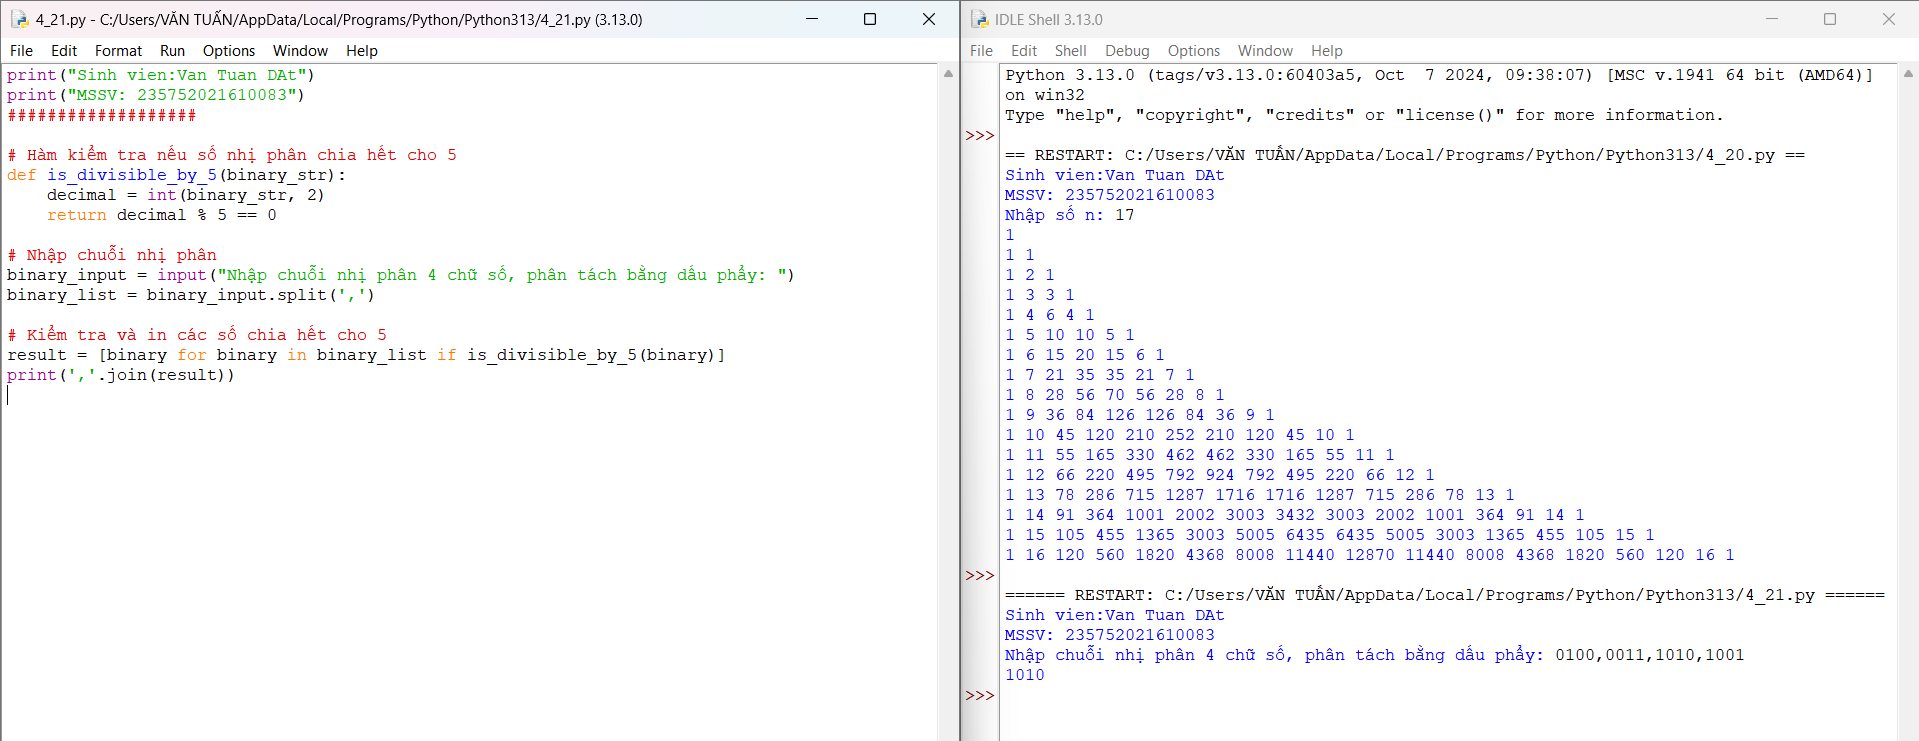 4_21.py - C:/Users/VĂN TUẤN/AppData/Local/Programs/Python/Python313/4_21.py (3.13.0)
File Edit Format Run Options Window Help
print("Sinh vien:Van Tuan DAt")
print("MSSV: 235752021610083")
###################
# Hàm kiểm tra nếu số nhị phân chia hết cho 5
def is_divisible_by_5(binary_str):
    decimal = int(binary_str, 2)
    return decimal % 5 == 0
# Nhập chuỗi nhị phân
binary_input = input("Nhập chuỗi nhị phân 4 chữ số, phân tách bằng dấu phẩy: ")
binary_list = binary_input.split(',')
# Kiểm tra và in các số chia hết cho 5
result = [binary for binary in binary_list if is_divisible_by_5(binary)]
print(','.join(result))
IDLE Shell 3.13.0
File Edit Shell Debug Options Window Help
Python 3.13.0 (tags/v3.13.0:60403a5, Oct  7 2024, 09:38:07) [MSC v.1941 64 bit (AMD64)]
on win32
Type "help", "copyright", "credits" or "license()" for more information.
>>>
== RESTART: C:/Users/VĂN TUẤN/AppData/Local/Programs/Python/Python313/4_20.py ==
Sinh vien:Van Tuan DAt
MSSV: 235752021610083
Nhập số n: 17
1
1 1
1 2 1
1 3 3 1
1 4 6 4 1
1 5 10 10 5 1
1 6 15 20 15 6 1
1 7 21 35 35 21 7 1
1 8 28 56 70 56 28 8 1
1 9 36 84 126 126 84 36 9 1
1 10 45 120 210 252 210 120 45 10 1
1 11 55 165 330 462 462 330 165 55 11 1
1 12 66 220 495 792 924 792 495 220 66 12 1
1 13 78 286 715 1287 1716 1716 1287 715 286 78 13 1
1 14 91 364 1001 2002 3003 3432 3003 2002 1001 364 91 14 1
1 15 105 455 1365 3003 5005 6435 6435 5005 3003 1365 455 105 15 1
1 16 120 560 1820 4368 8008 11440 12870 11440 8008 4368 1820 560 120 16 1
>>>
====== RESTART: C:/Users/VĂN TUẤN/AppData/Local/Programs/Python/Python313/4_21.py ======
Sinh vien:Van Tuan DAt
MSSV: 235752021610083
Nhập chuỗi nhị phân 4 chữ số, phân tách bằng dấu phẩy: 0100,0011,1010,1001
1010
>>>